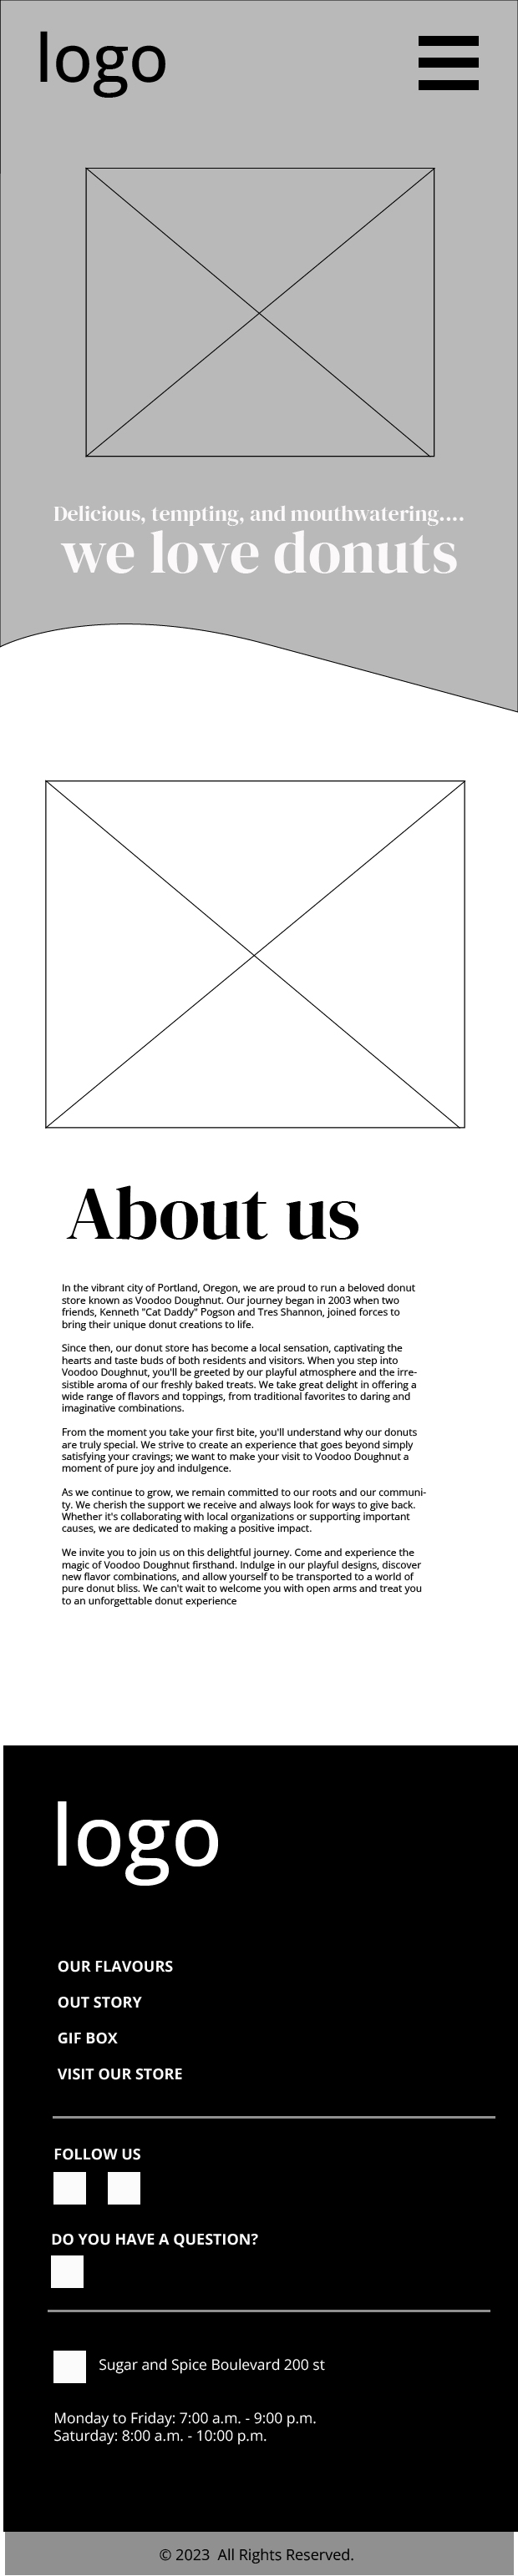 logo
Delicious, tempting, and mouthwatering....
we love donuts
About us
In the vibrant city of Portland, Oregon, we are proud to run a beloved donut
store known as Voodoo Doughnut. Our journey began in 2003 when two
friends, Kenneth "Cat Daddy" Pogson and Tres Shannon, joined forces to
bring their unique donut creations to life.
Since then, our donut store has become a local sensation, captivating the
hearts and taste buds of both residents and visitors. When you step into
Voodoo Doughnut, you'll be greeted by our playful atmosphere and the irre-
sistible aroma of our freshly baked treats. We take great delight in offering a
wide range of flavors and toppings, from traditional favorites to daring and
imaginative combinations.
From the moment you take your first bite, you'll understand why our donuts
are truly special. We strive to create an experience that goes beyond simply
satisfying your cravings; we want to make your visit to Voodoo Doughnut a
moment of pure joy and indulgence.
As we continue to grow, we remain committed to our roots and our communi-
ty. We cherish the support we receive and always look for ways to give back.
Whether it's collaborating with local organizations or supporting important
causes, we are dedicated to making a positive impact.
We invite you to join us on this delightful journey. Come and experience the
magic of Voodoo Doughnut firsthand. Indulge in our playful designs, discover
new flavor combinations, and allow yourself to be transported to a world of
pure donut bliss. We can't wait to welcome you with open arms and treat you
to an unforgettable donut experience
logo
OUR FLAVOURS
OUT STORY
GIF BOX
VISIT OUR STORE
FOLLOW US
DO YOU HAVE A QUESTION?
Sugar and Spice Boulevard 200 st
Monday to Friday: 7:00 a.m. - 9:00 p.m.
Saturday: 8:00 a.m. - 10:00 p.m.
© 2023  All Rights Reserved.